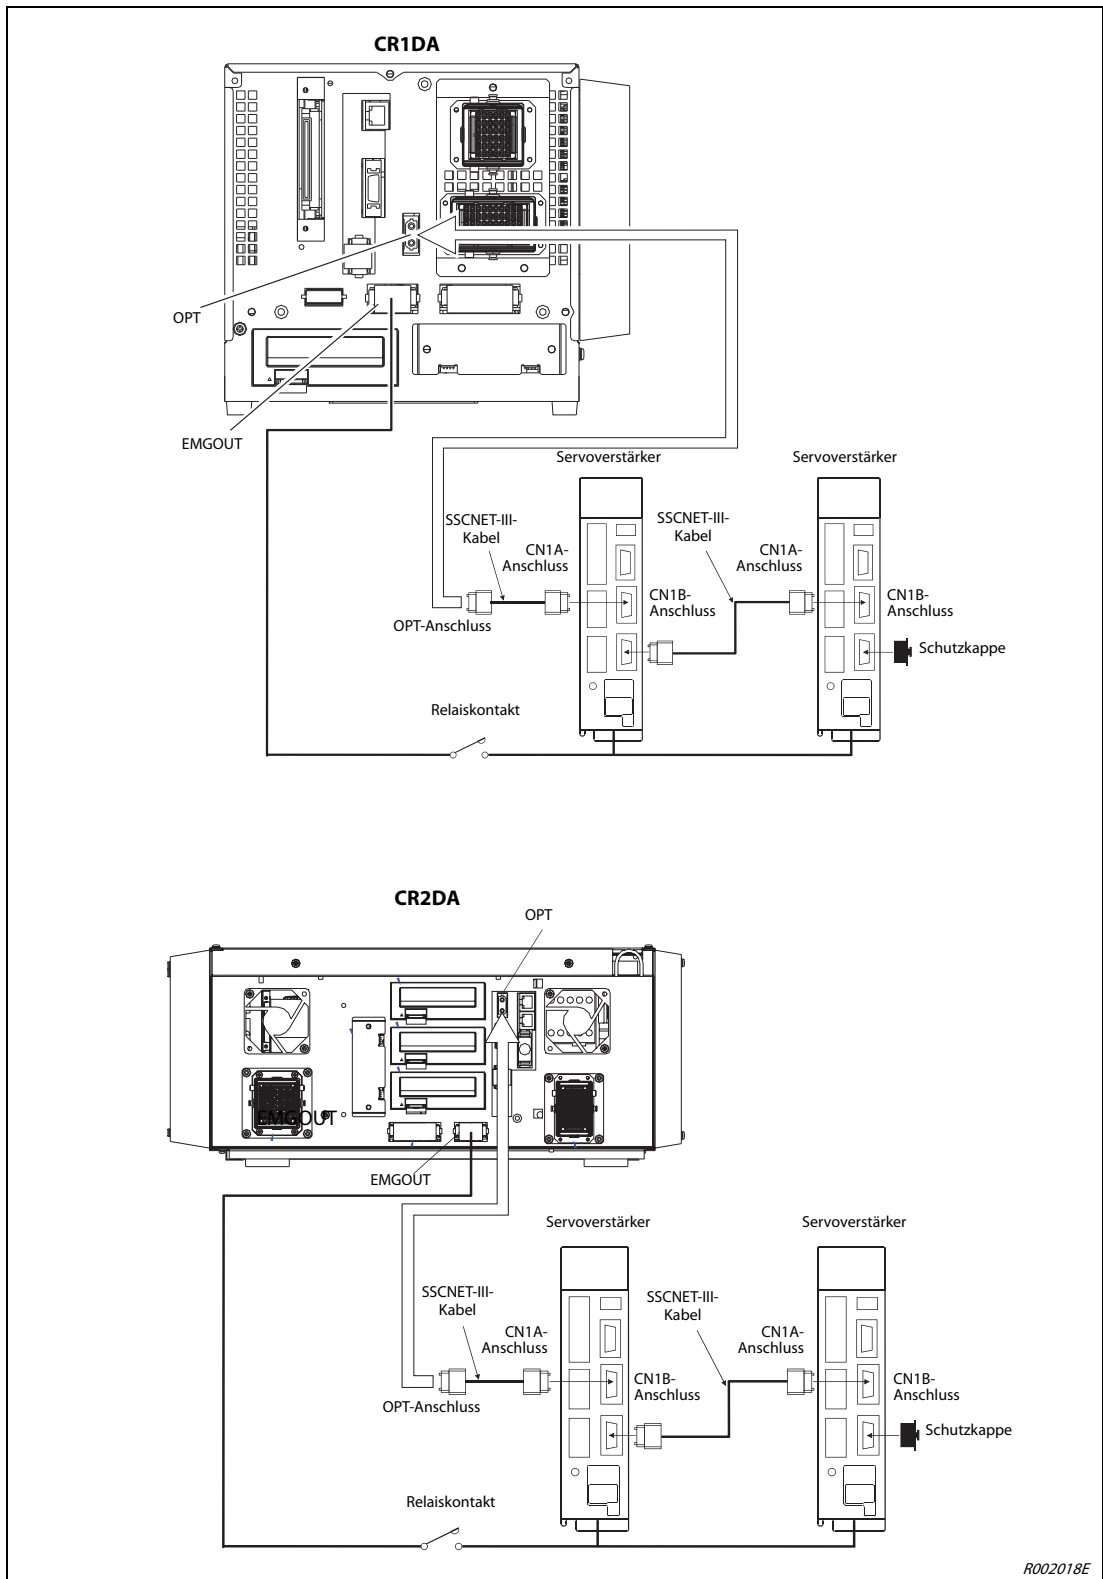 CR1DA
OPT
EMGOUT
Servoverstärker
Servoverstärker
SSCNET-III-
Kabel
CN1A-
Anschluss
SSCNET-III-
Kabel
CN1A-
Anschluss
CN1B-
Anschluss
CN1B-
Anschluss
OPT-Anschluss
Schutzkappe
Relaiskontakt
CR2DA
OPT
EMGOUT
EMGOUT
Servoverstärker
Servoverstärker
SSCNET-III-
Kabel
CN1A-
Anschluss
SSCNET-III-
Kabel
CN1A-
Anschluss
CN1B-
Anschluss
CN1B-
Anschluss
OPT-Anschluss
Schutzkappe
Relaiskontakt
R002018E